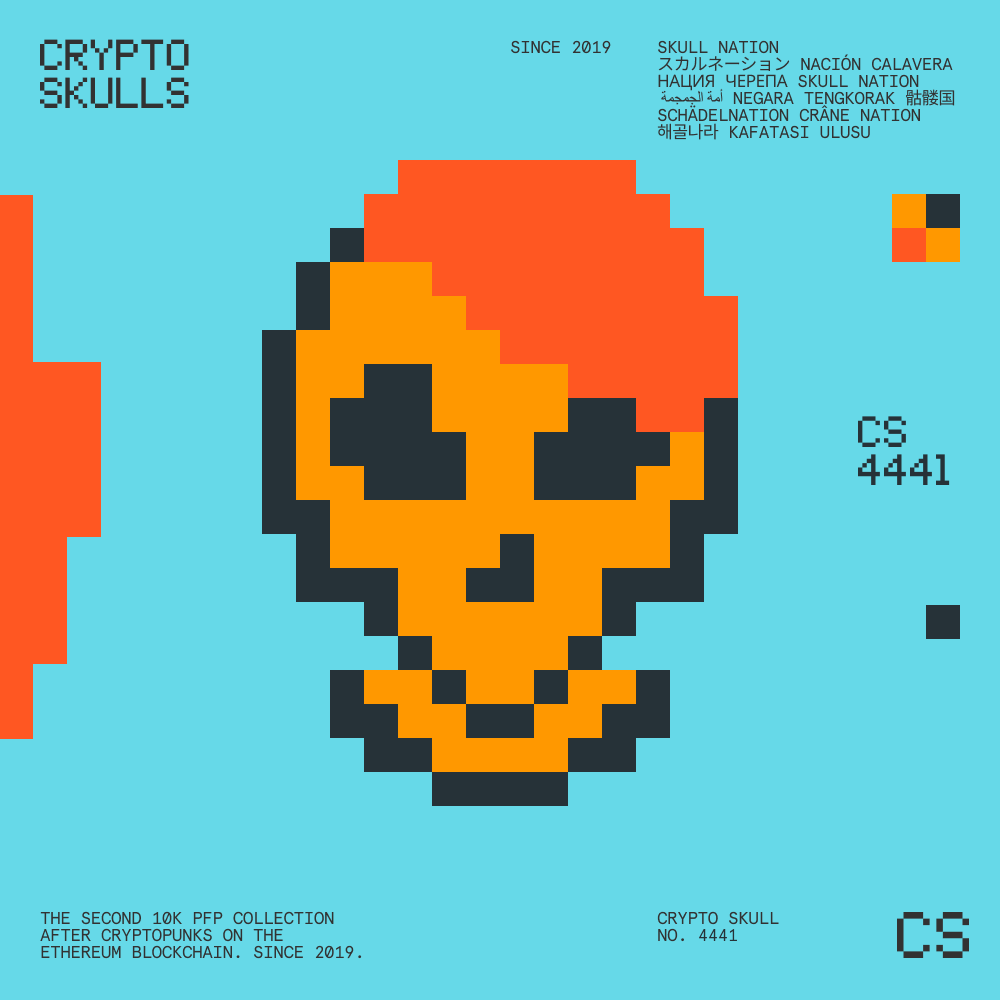 CRYPTO
SKULLS
SINCE 2019
SKULL NATION
スカルネーション NACIÓN CALAVERA
НАЦИЯ ЧЕРЕПА SKULL NATION
أمة الجمجمة NEGARA TENGKORAK 骷髅国
SCHÄDELNATION CRÂNE NATION
해골나라 KAFATASI ULUSU
CS
4441
THE SECOND 10K PFP COLLECTION
AFTER CRYPTOPUNKS ON THE
ETHEREUM BLOCKCHAIN. SINCE 2019.
CRYPTO SKULL
NO. 4441
CS